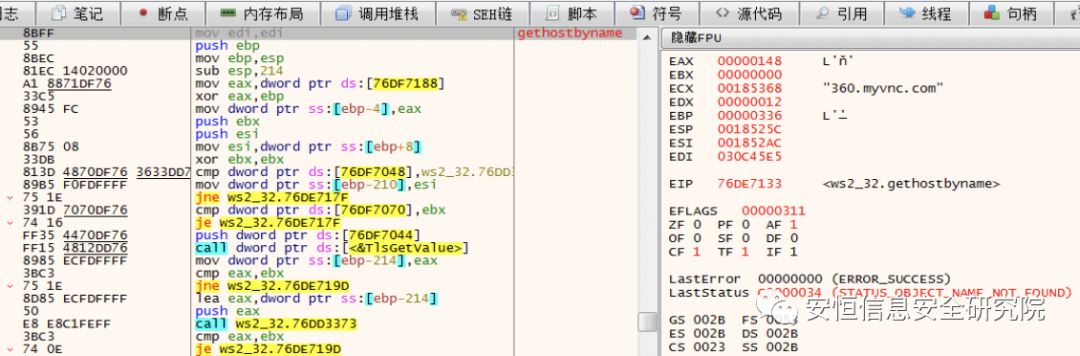 志 笔记 断点 内存布局 调用堆栈 SEH链 脚本 符号 源代码 引用 线程 句柄
8BFF mov edi,edi gethostbyname
55 push ebp
8BEC mov ebp,esp
81EC 14020000 sub esp,214
A1 8871DF76 mov eax,dword ptr ds:[76DF7188]
33C5 xor eax,ebp
8945 FC mov dword ptr ss:[ebp-4],eax
53 push ebx
56 push esi
8B75 08 mov esi,dword ptr ss:[ebp+8]
33DB xor ebx,ebx
813D 4870DF76 3633DD7 cmp dword ptr ds:[76DF7048],ws2_32.76DD3
89B5 F0FDFFFF mov dword ptr ss:[ebp-210],esi
75 1E jne ws2_32.76DE717F
391D 7070DF76 cmp dword ptr ds:[76DF7070],ebx
74 16 je ws2_32.76DE717F
FF35 4470DF76 push dword ptr ds:[76DF7044]
FF15 4812DD76 call dword ptr ds:[<&TlsGetValue>]
8985 ECFDFFFF mov dword ptr ss:[ebp-214],eax
3BC3 cmp eax,ebx
75 1E jne ws2_32.76DE719D
8D85 ECFDFFFF lea eax,dword ptr ss:[ebp-214]
50 push eax
E8 E8C1FEFF call ws2_32.76DD3373
3BC3 cmp eax,ebx
74 0E je ws2_32.76DE719D
隐藏FPU
EAX 00000148 L'ň'
EBX 00000000
ECX 00185368 "360.myvnc.com"
EDX 00000012
EBP 00000336
ESP 0018525C
ESI 001852AC
EDI 030C45E5
EIP 76DE7133 <ws2_32.gethostbyname>
EFLAGS 00000311
ZF 0 PF 0 AF 1
OF 0 SF 0 DF 0
CF 1 TF 1 IF 1
LastError 00000000 (ERROR_SUCCESS)
LastStatus C0000034 (STATUS_OBJECT_NAME_NOT_FOUND)
GS 002B FS 0053
ES 002B DS 002B
CS 0023 SS 002B
安恒信息安全研究院